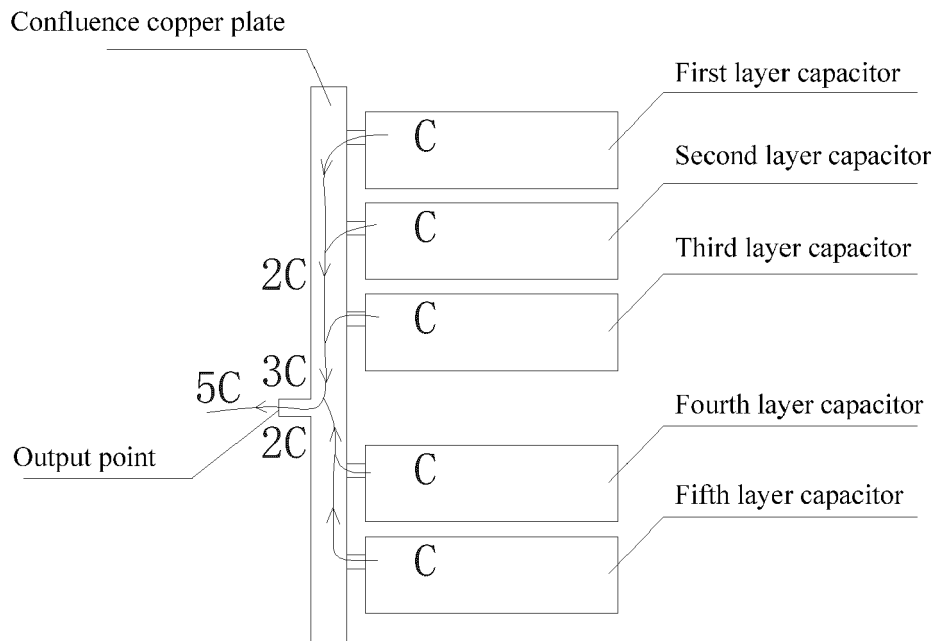 Confluence copper plate
First layer capacitor
C
Second layer capacitor
C
Third layer capacitor
2C
C
3C
5C
Fourth layer capacitor
2C
Output point
C
Fifth layer capacitor
C